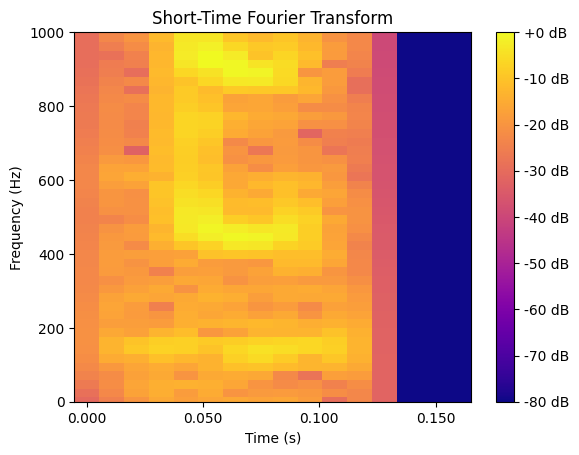 Short-Time Fourier Transform
Frequency (Hz)
1000
800
600
400
200
0
0.000
0.050
0.100
0.150
Time (s)
+0 dB
-10 dB
-20 dB
-30 dB
-40 dB
-50 dB
-60 dB
-70 dB
-80 dB